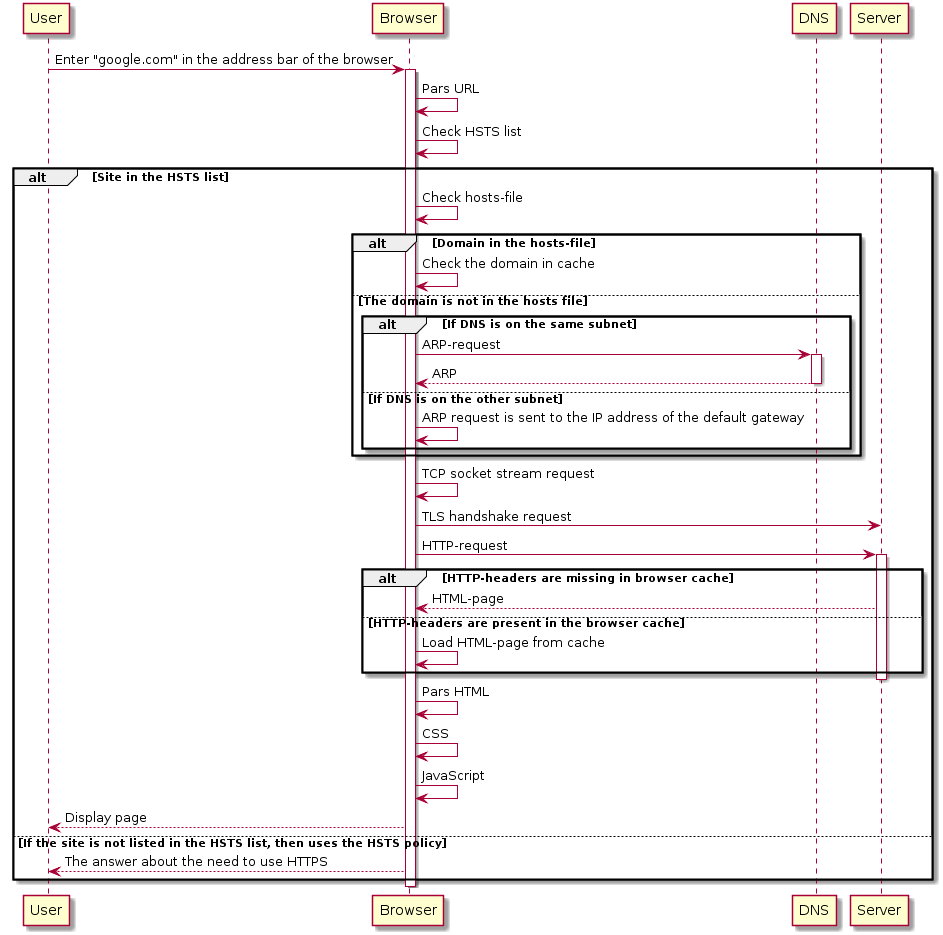 User
Browser
DNS
Server
Enter "google.com" in the address bar of the browser
Pars URL
Check HSTS list
alt
[Site in the HSTS list]
Check hosts-file
alt
[Domain in the hosts-file]
Check the domain in cache
[The domain is not in the hosts file]
alt
[If DNS is on the same subnet]
ARP-request
ARP
[If DNS is on the other subnet]
ARP request is sent to the IP address of the default gateway
TCP socket stream request
TLS handshake request
HTTP-request
alt
[HTTP-headers are missing in browser cache]
HTML-page
[HTTP-headers are present in the browser cache]
Load HTML-page from cache
Pars HTML
CSS
JavaScript
Display page
[If the site is not listed in the HSTS list, then uses the HSTS policy]
The answer about the need to use HTTPS
User
Browser
DNS
Server